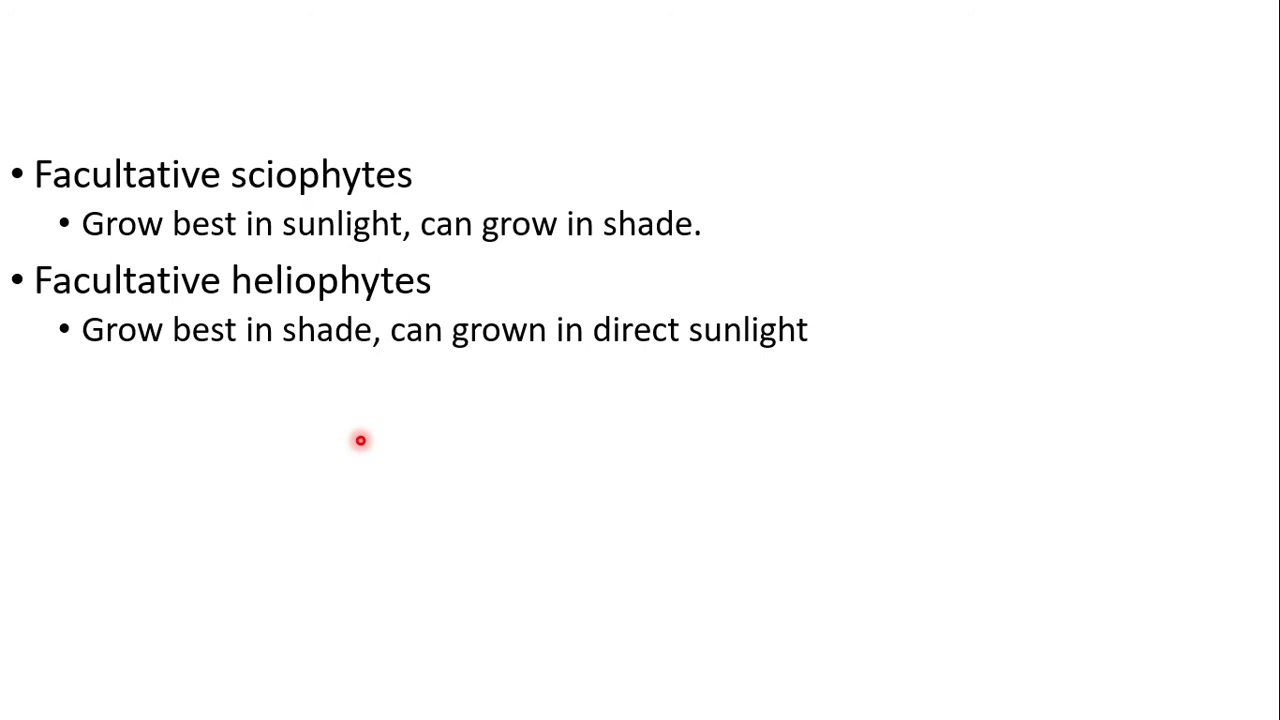 • Facultative sciophytes
• Grow best in sunlight, can grow in shade.
• Facultative heliophytes
• Grow best in shade, can grown in direct sunlight